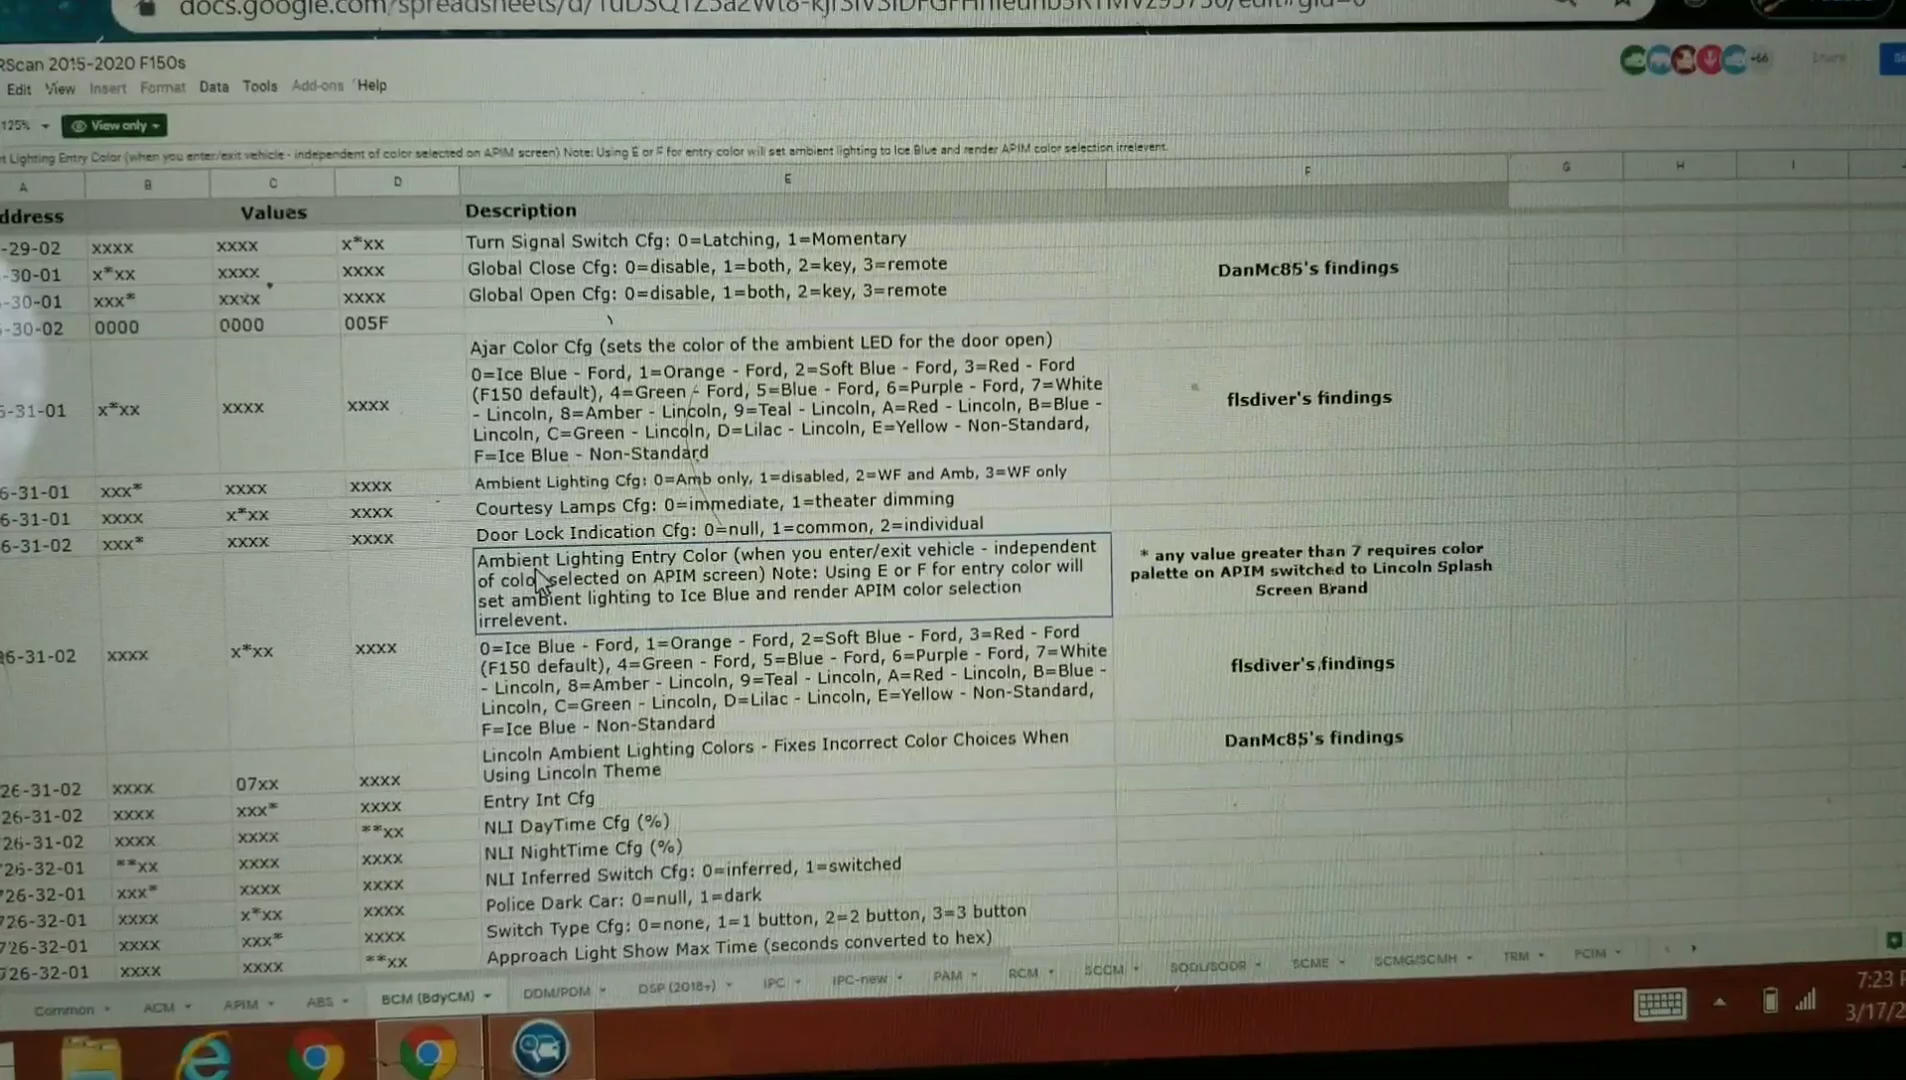 docs.google.com/spreadsheets/d/
RScan 2015-2020 F150s
+66
Share
Edit View Insert Format Data Tools Add-ons Help
125% View only
t Lighting Entry Color (when you enter/exit vehicle - independent of color selected on APIM screen) Note: Using E or F for entry color will set ambient lighting to Ice Blue and render APIM color selection irrelevent.
A B C D E F G H I
ddress Values Description
-29-02 xxxx xxxx x*xx Turn Signal Switch Cfg: 0=Latching, 1=Momentary
-30-01 x*xx xxxx xxxx Global Close Cfg: 0=disable, 1=both, 2=key, 3=remote DanMc85's findings
-30-01 xxx* xxxx xxxx Global Open Cfg: 0=disable, 1=both, 2=key, 3=remote
-30-02 0000 0000 005F
Ajar Color Cfg (sets the color of the ambient LED for the door open)
0=Ice Blue - Ford, 1=Orange - Ford, 2=Soft Blue - Ford, 3=Red - Ford
(F150 default), 4=Green - Ford, 5=Blue - Ford, 6=Purple - Ford, 7=White
6-31-01 x*xx xxxx xxxx - Lincoln, 8=Amber - Lincoln, 9=Teal - Lincoln, A=Red - Lincoln, B=Blue - flsdiver's findings
Lincoln, C=Green - Lincoln, D=Lilac - Lincoln, E=Yellow - Non-Standard,
F=Ice Blue - Non-Standard
6-31-01 xxx* xxxx xxxx Ambient Lighting Cfg: 0=Amb only, 1=disabled, 2=WF and Amb, 3=WF only
6-31-01 xxxx x*xx xxxx Courtesy Lamps Cfg: 0=immediate, 1=theater dimming
6-31-02 xxx* xxxx xxxx Door Lock Indication Cfg: 0=null, 1=common, 2=individual
Ambient Lighting Entry Color (when you enter/exit vehicle - independent
of colo selected on APIM screen) Note: Using E or F for entry color will
set ambient lighting to Ice Blue and render APIM color selection
irrelevent.
* any value greater than 7 requires color
palette on APIM switched to Lincoln Splash
Screen Brand
0=Ice Blue - Ford, 1=Orange - Ford, 2=Soft Blue - Ford, 3=Red - Ford
26-31-02 xxxx x*xx xxxx (F150 default), 4=Green - Ford, 5=Blue - Ford, 6=Purple - Ford, 7=White flsdiver's findings
- Lincoln, 8=Amber - Lincoln, 9=Teal - Lincoln, A=Red - Lincoln, B=Blue -
Lincoln, C=Green - Lincoln, D=Lilac - Lincoln, E=Yellow - Non-Standard,
F=Ice Blue - Non-Standard
Lincoln Ambient Lighting Colors - Fixes Incorrect Color Choices When DanMc85's findings
26-31-02 xxxx 07xx xxxx Using Lincoln Theme
26-31-02 xxxx xxx* xxxx Entry Int Cfg
26-31-02 xxxx xxxx **xx NLI DayTime Cfg (%)
726-32-01 **xx xxxx xxxx NLI NightTime Cfg (%)
726-32-01 xxx* xxxx xxxx NLI Inferred Switch Cfg: 0=inferred, 1=switched
726-32-01 xxxx x*xx xxxx Police Dark Car: 0=null, 1=dark
726-32-01 xxxx xxx* xxxx Switch Type Cfg: 0=none, 1=1 button, 2=2 button, 3=3 button
726-32-01 xxxx xxxx **xx Approach Light Show Max Time (seconds converted to hex)
Common ACM APIM ABS BCM (BdyCM) DDM/PDM DSP (2018+) IPC IPC-new PAM RCM SCCM SODL/SODR SCME SCMG/SCMH TRM PCIM
7:23 P
3/17/2